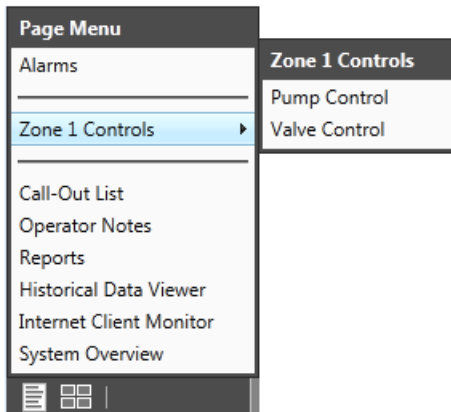 Page Menu
Alarms
Zone 1 Controls
Zone 1 Controls
Pump Control
Valve Control
Call-Out List
Operator Notes
Reports
Historical Data Viewer
Internet Client Monitor
System Overview